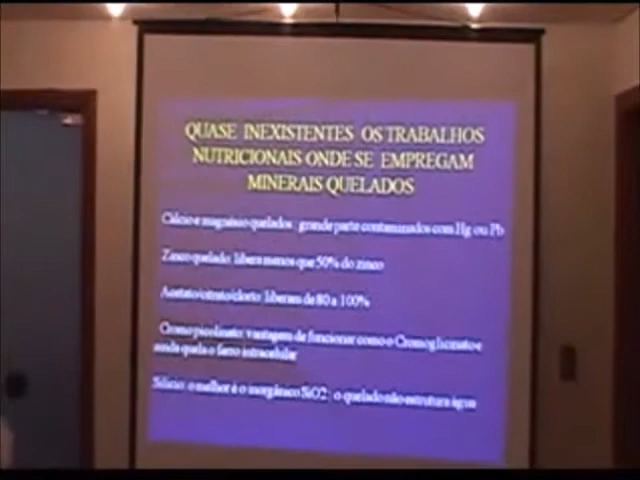 QUASE INEXISTENTES OS TRABALHOS
NUTRICIONAIS ONDE SE EMPREGAM
MINERAIS QUELADOS
Cálcio e magnésio quelados : grande parte contaminados com Hg ou Pb
Zinco quelado: libera menos que 50% do zinco
Acetato/citrato/cloreto: liberam de 80 a 100%
Cromo picolinato: vantagem de funcionar como o Cromoglicinato e
ainda quela o ferro intracelular
Silício: o melhor é o inorgânico SiO2: o quelado não estrutura água